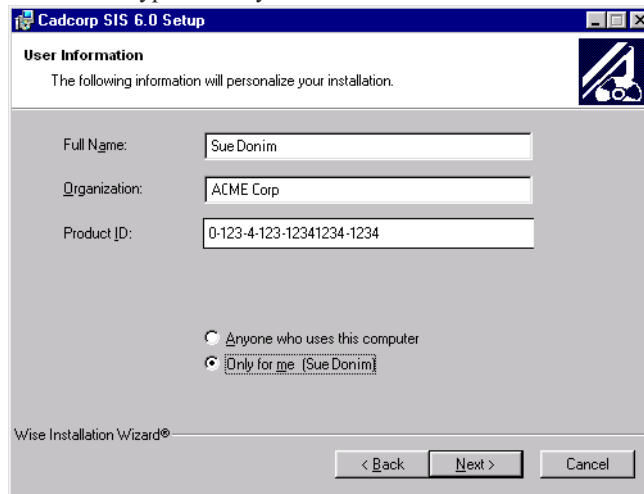 Cadcorp SIS 6.0 Setup
User Information
The following information will personalize your installation.
Full Name: Sue Donim
Organization: ACME Corp
Product ID: 0-123-4-123-12341234-1234
Anyone who uses this computer
Only for me (Sue Donim)
Wise Installation Wizard®
< Back Next > Cancel